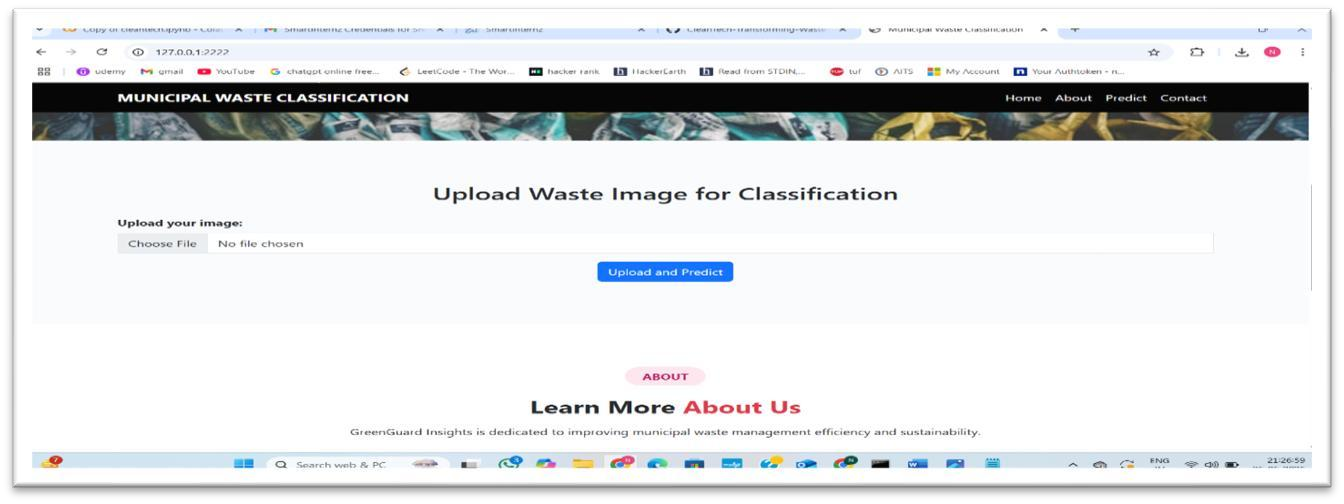 Copy of cleantech.ipynb - Colab
Smartinternz Credentials for
Smartinternz
CleanTech-Transforming-Waste-
Municipal Waste Classification
127.0.0.1:2222
N
udemy gmail YouTube chatgpt online free... LeetCode - The Wor... hacker rank HackerEarth Read from STDIN,... tuf AITS My Account Your Authtoken - n...
MUNICIPAL WASTE CLASSIFICATION
Home About Predict Contact
Upload Waste Image for Classification
Upload your image:
Choose File No file chosen
Upload and Predict
ABOUT
Learn More About Us
GreenGuard Insights is dedicated to improving municipal waste management efficiency and sustainability.
Search web & PC
ENG
21:26:59